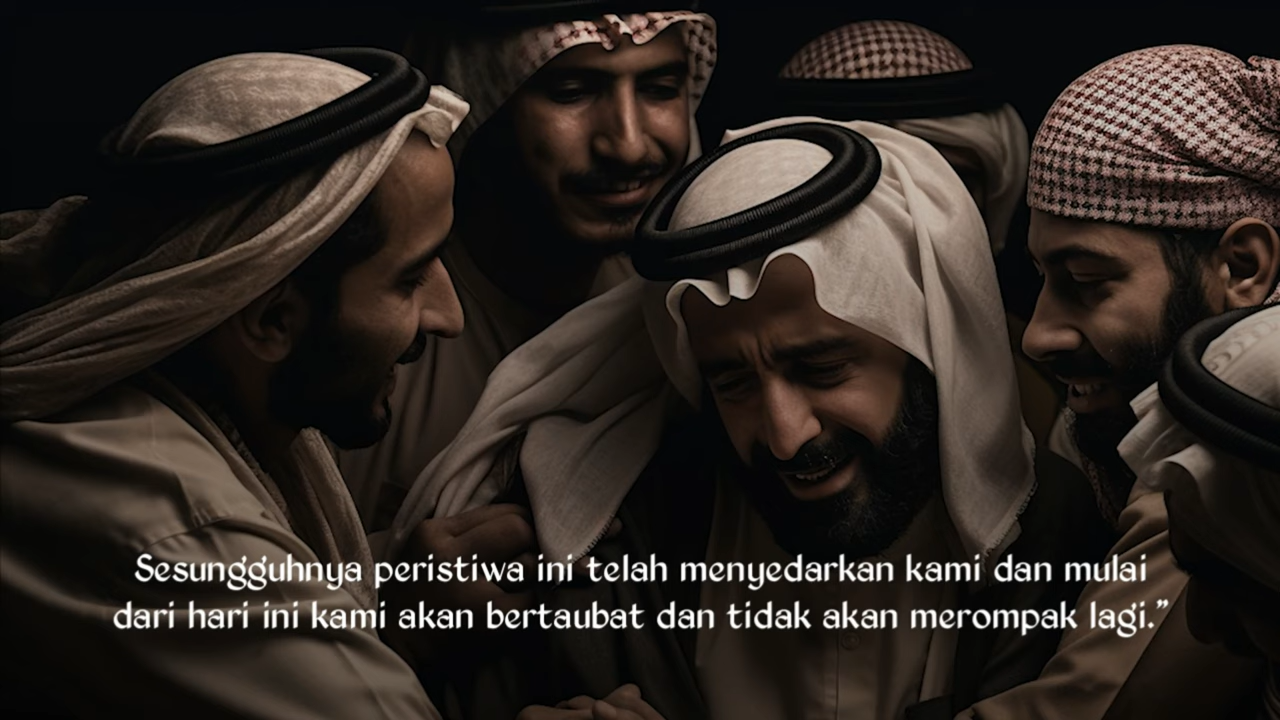 Sesungguhnya peristiwa ini telah menyedarkan kami dan mulai
dari hari ini kami akan bertaubat dan tidak akan merompak lagi.”